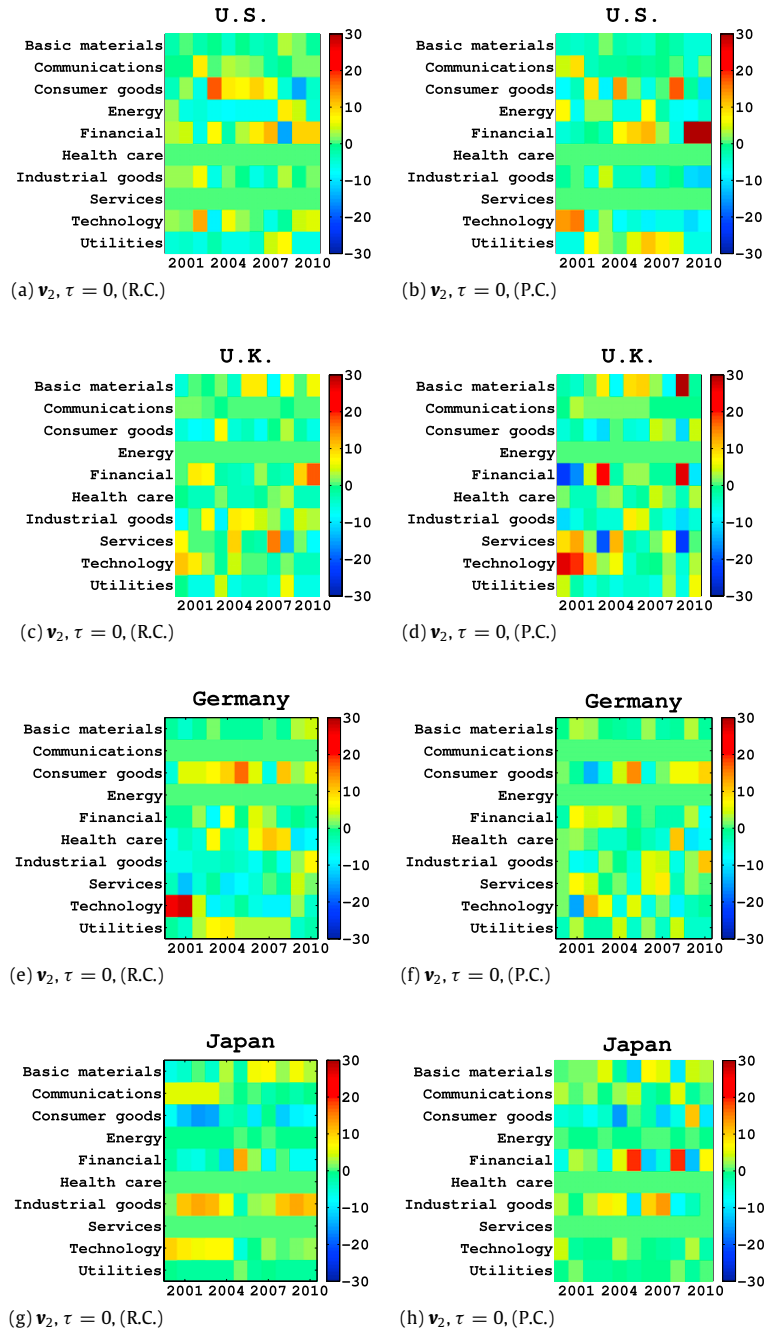 U.S.
Basic materials
Communications
Consumer goods
Energy
Financial
Health care
Industrial goods
Services
Technology
Utilities
2001 2004 2007 2010
30
20
10
0
−10
−20
−30
(a) v2, τ = 0, (R.C.)
U.S.
Basic materials
Communications
Consumer goods
Energy
Financial
Health care
Industrial goods
Services
Technology
Utilities
2001 2004 2007 2010
30
20
10
0
−10
−20
−30
(b) v2, τ = 0, (P.C.)
U.K.
Basic materials
Communications
Consumer goods
Energy
Financial
Health care
Industrial goods
Services
Technology
Utilities
2001 2004 2007 2010
30
20
10
0
−10
−20
−30
(c) v2, τ = 0, (R.C.)
U.K.
Basic materials
Communications
Consumer goods
Energy
Financial
Health care
Industrial goods
Services
Technology
Utilities
2001 2004 2007 2010
30
20
10
0
−10
−20
−30
(d) v2, τ = 0, (P.C.)
Germany
Basic materials
Communications
Consumer goods
Energy
Financial
Health care
Industrial goods
Services
Technology
Utilities
2001 2004 2007 2010
30
20
10
0
−10
−20
−30
(e) v2, τ = 0, (R.C.)
Germany
Basic materials
Communications
Consumer goods
Energy
Financial
Health care
Industrial goods
Services
Technology
Utilities
2001 2004 2007 2010
30
20
10
0
−10
−20
−30
(f) v2, τ = 0, (P.C.)
Japan
Basic materials
Communications
Consumer goods
Energy
Financial
Health care
Industrial goods
Services
Technology
Utilities
2001 2004 2007 2010
30
20
10
0
−10
−20
−30
(g) v2, τ = 0, (R.C.)
Japan
Basic materials
Communications
Consumer goods
Energy
Financial
Health care
Industrial goods
Services
Technology
Utilities
2001 2004 2007 2010
30
20
10
0
−10
−20
−30
(h) v2, τ = 0, (P.C.)